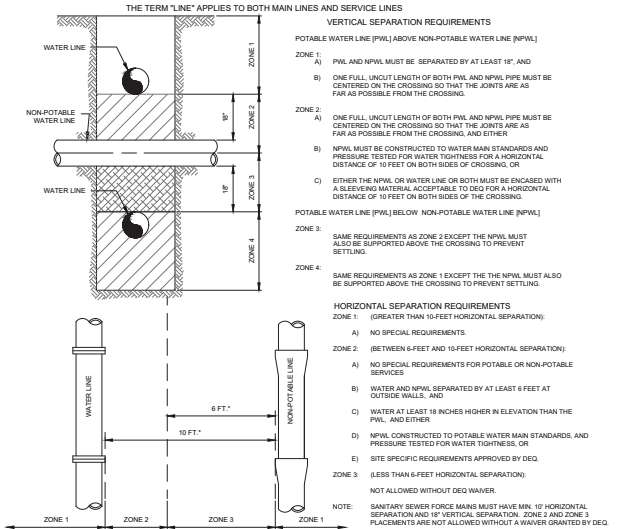 THE TERM "LINE" APPLIES TO BOTH MAIN LINES AND SERVICE LINES
WATER LINE
NON-POTABLE
WATER LINE
WATER LINE
18"
18"
ZONE 1
ZONE 2
ZONE 3
ZONE 4
VERTICAL SEPARATION REQUIREMENTS
POTABLE WATER LINE [PWL] ABOVE NON-POTABLE WATER LINE [NPWL]
ZONE 1:
A) PWL AND NPWL MUST BE SEPARATED BY AT LEAST 18", AND
B) ONE FULL, UNCUT LENGTH OF BOTH PWL AND NPWL PIPE MUST BE
CENTERED ON THE CROSSING SO THAT THE JOINTS ARE AS
FAR AS POSSIBLE FROM THE CROSSING.
ZONE 2:
A) ONE FULL, UNCUT LENGTH OF BOTH PWL AND NPWL PIPE MUST BE
CENTERED ON THE CROSSING SO THAT THE JOINTS ARE AS
FAR AS POSSIBLE FROM THE CROSSING, AND EITHER
B) NPWL MUST BE CONSTRUCTED TO WATER MAIN STANDARDS AND
PRESSURE TESTED FOR WATER TIGHTNESS FOR A HORIZONTAL
DISTANCE OF 10 FEET ON BOTH SIDES OF CROSSING, OR
C) EITHER THE NPWL OR WATER LINE OR BOTH MUST BE ENCASED WITH
A SLEEVEING MATERIAL ACCEPTABLE TO DEQ FOR A HORIZONTAL
DISTANCE OF 10 FEET ON BOTH SIDES OF THE CROSSING.
POTABLE WATER LINE [PWL] BELOW NON-POTABLE WATER LINE [NPWL]
ZONE 3:
SAME REQUIREMENTS AS ZONE 2 EXCEPT THE NPWL MUST
ALSO BE SUPPORTED ABOVE THE CROSSING TO PREVENT
SETTLING.
ZONE 4:
SAME REQUIREMENTS AS ZONE 1 EXCEPT THE THE NPWL MUST ALSO
BE SUPPORTED ABOVE THE CROSSING TO PREVENT SETTLING.
WATER LINE
NON-POTABLE LINE
6 FT.*
10 FT.*
ZONE 1
ZONE 2
ZONE 3
ZONE 1
HORIZONTAL SEPARATION REQUIREMENTS
ZONE 1: (GREATER THAN 10-FEET HORIZONTAL SEPARATION):
A) NO SPECIAL REQUIREMENTS.
ZONE 2: (BETWEEN 6-FEET AND 10-FEET HORIZONTAL SEPARATION):
A) NO SPECIAL REQUIREMENTS FOR POTABLE OR NON-POTABLE
SERVICES
B) WATER AND NPWL SEPARATED BY AT LEAST 6 FEET AT
OUTSIDE WALLS, AND
C) WATER AT LEAST 18 INCHES HIGHER IN ELEVATION THAN THE
PWL, AND EITHER
D) NPWL CONSTRUCTED TO POTABLE WATER MAIN STANDARDS, AND
PRESSURE TESTED FOR WATER TIGHTNESS, OR
E) SITE SPECIFIC REQUIREMENTS APPROVED BY DEQ.
ZONE 3: (LESS THAN 6-FEET HORIZONTAL SEPARATION):
NOT ALLOWED WITHOUT DEQ WAIVER.
NOTE: SANITARY SEWER FORCE MAINS MUST HAVE MIN. 10' HORIZONTAL
SEPARATION AND 18" VERTICAL SEPARATION. ZONE 2 AND ZONE 3
PLACEMENTS ARE NOT ALLOWED WITHOUT A WAIVER GRANTED BY DEQ.